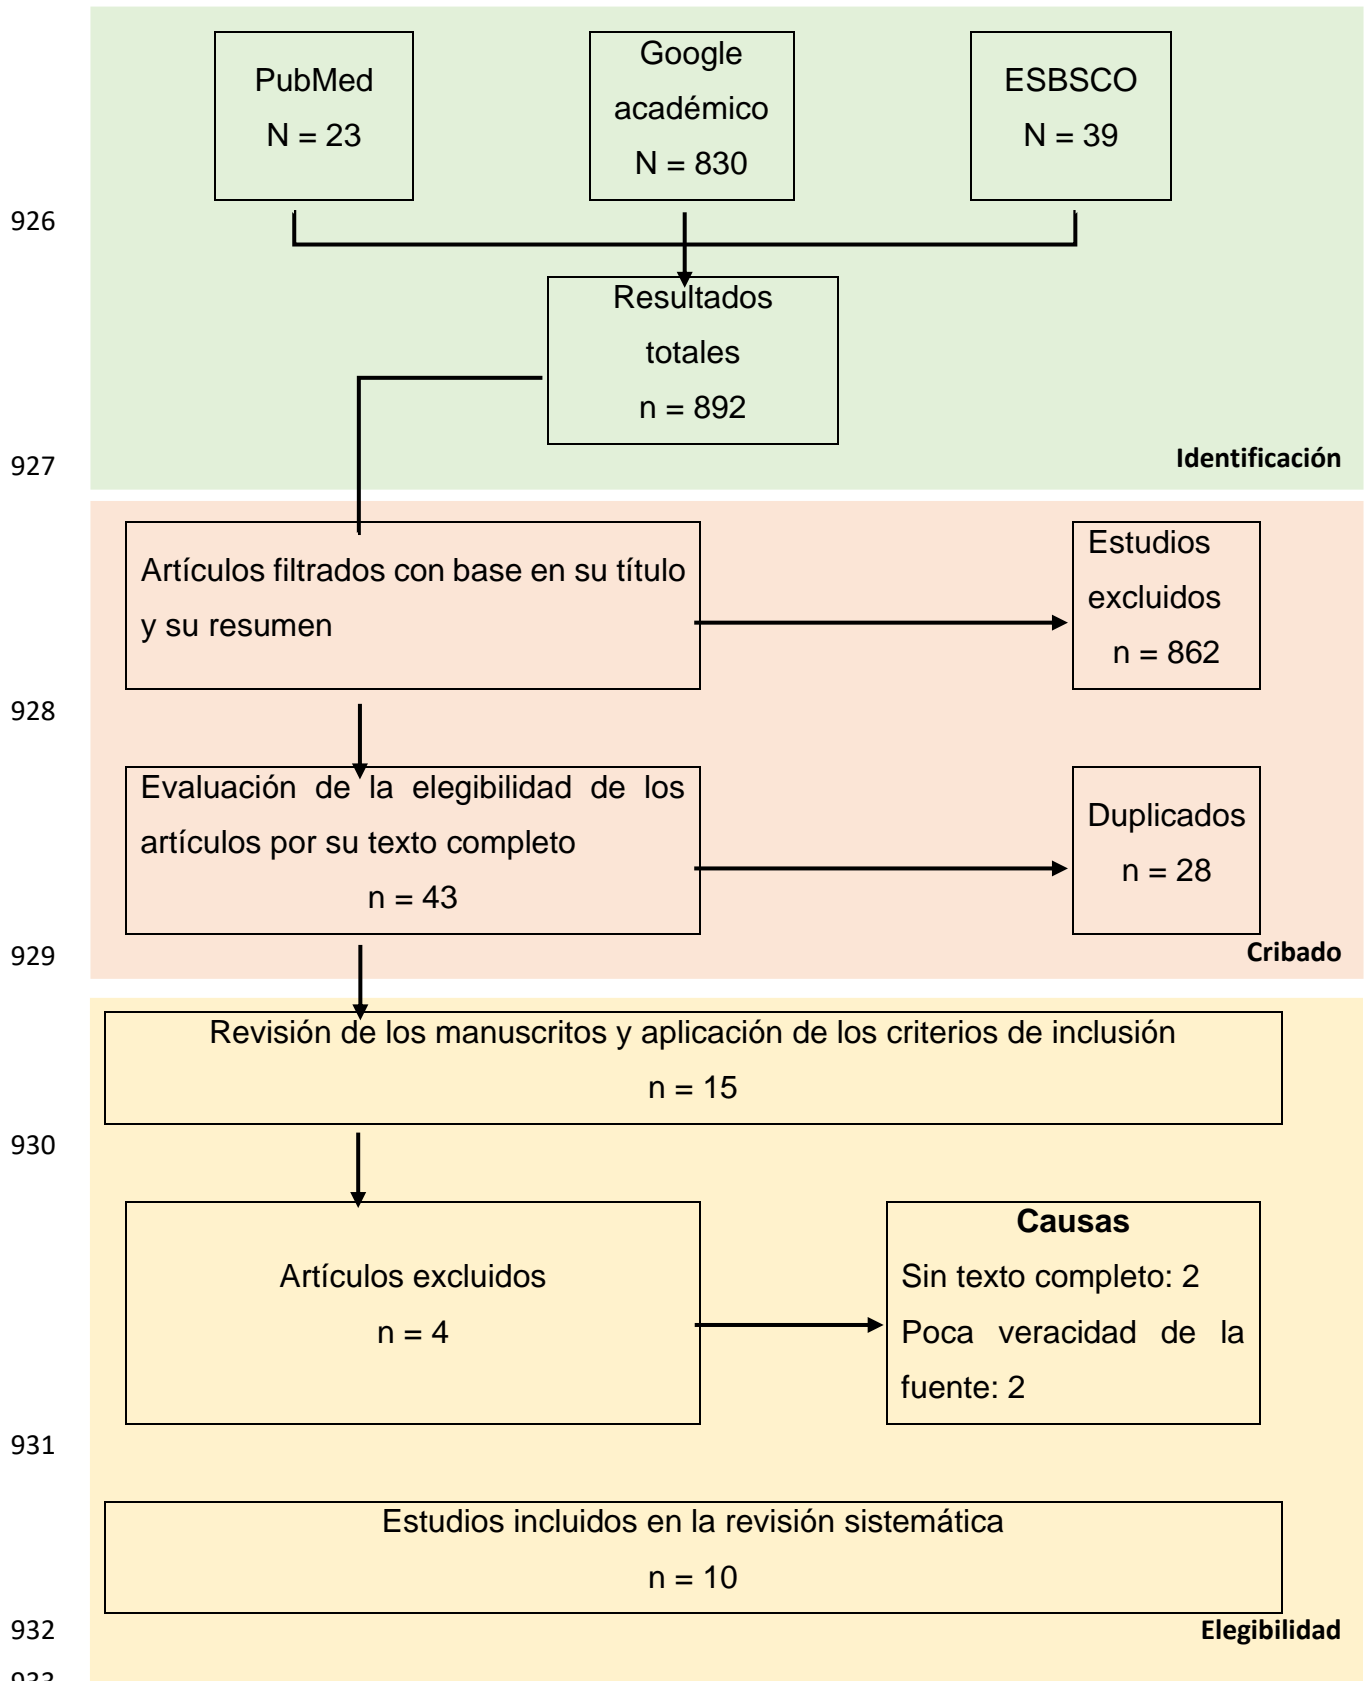 PubMed
N = 23
Google
académico
N = 830
ESBSCO
N = 39
926
Resultados
totales
n = 892
927
Identificación
Artículos filtrados con base en su título
y su resumen
Estudios
excluidos
n = 862
928
Evaluación de la elegibilidad de los
artículos por su texto completo
n = 43
Duplicados
n = 28
929
Cribado
Revisión de los manuscritos y aplicación de los criterios de inclusión
n = 15
930
Artículos excluidos
n = 4
Causas
Sin texto completo: 2
Poca veracidad de la
fuente: 2
931
Estudios incluidos en la revisión sistemática
n = 10
932
Elegibilidad
933